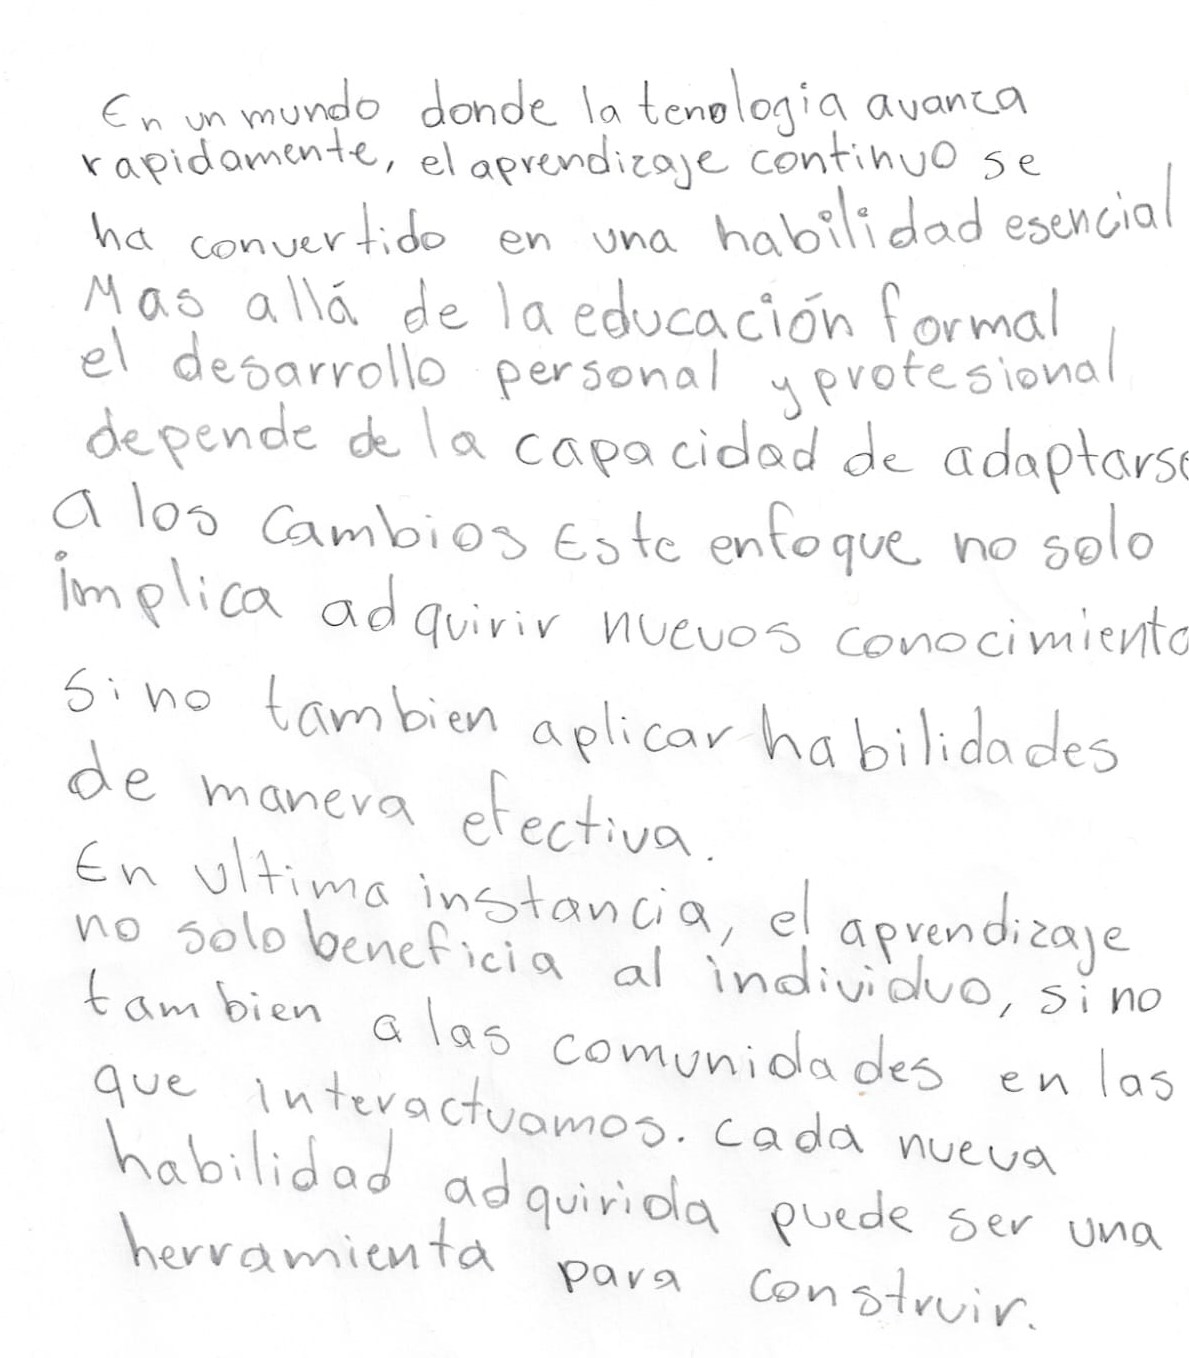 En un mundo donde la tenologia avanza
rapidamente, el aprendizaje continuo se
ha convertido en una habilidad esencial
Mas allá de la educación formal
el desarrollo personal y profesional
depende de la capacidad de adaptarse
a los cambios Este enfoque no solo
implica adquirir nuevos conocimiento
sino tambien aplicar habilidades
de manera efectiva.
En ultima instancia, el aprendizaje
no solo beneficia al individuo, sino
tambien a las comunidades en las
que interactuamos. cada nueva
habilidad adquirida puede ser una
herramienta para construir.